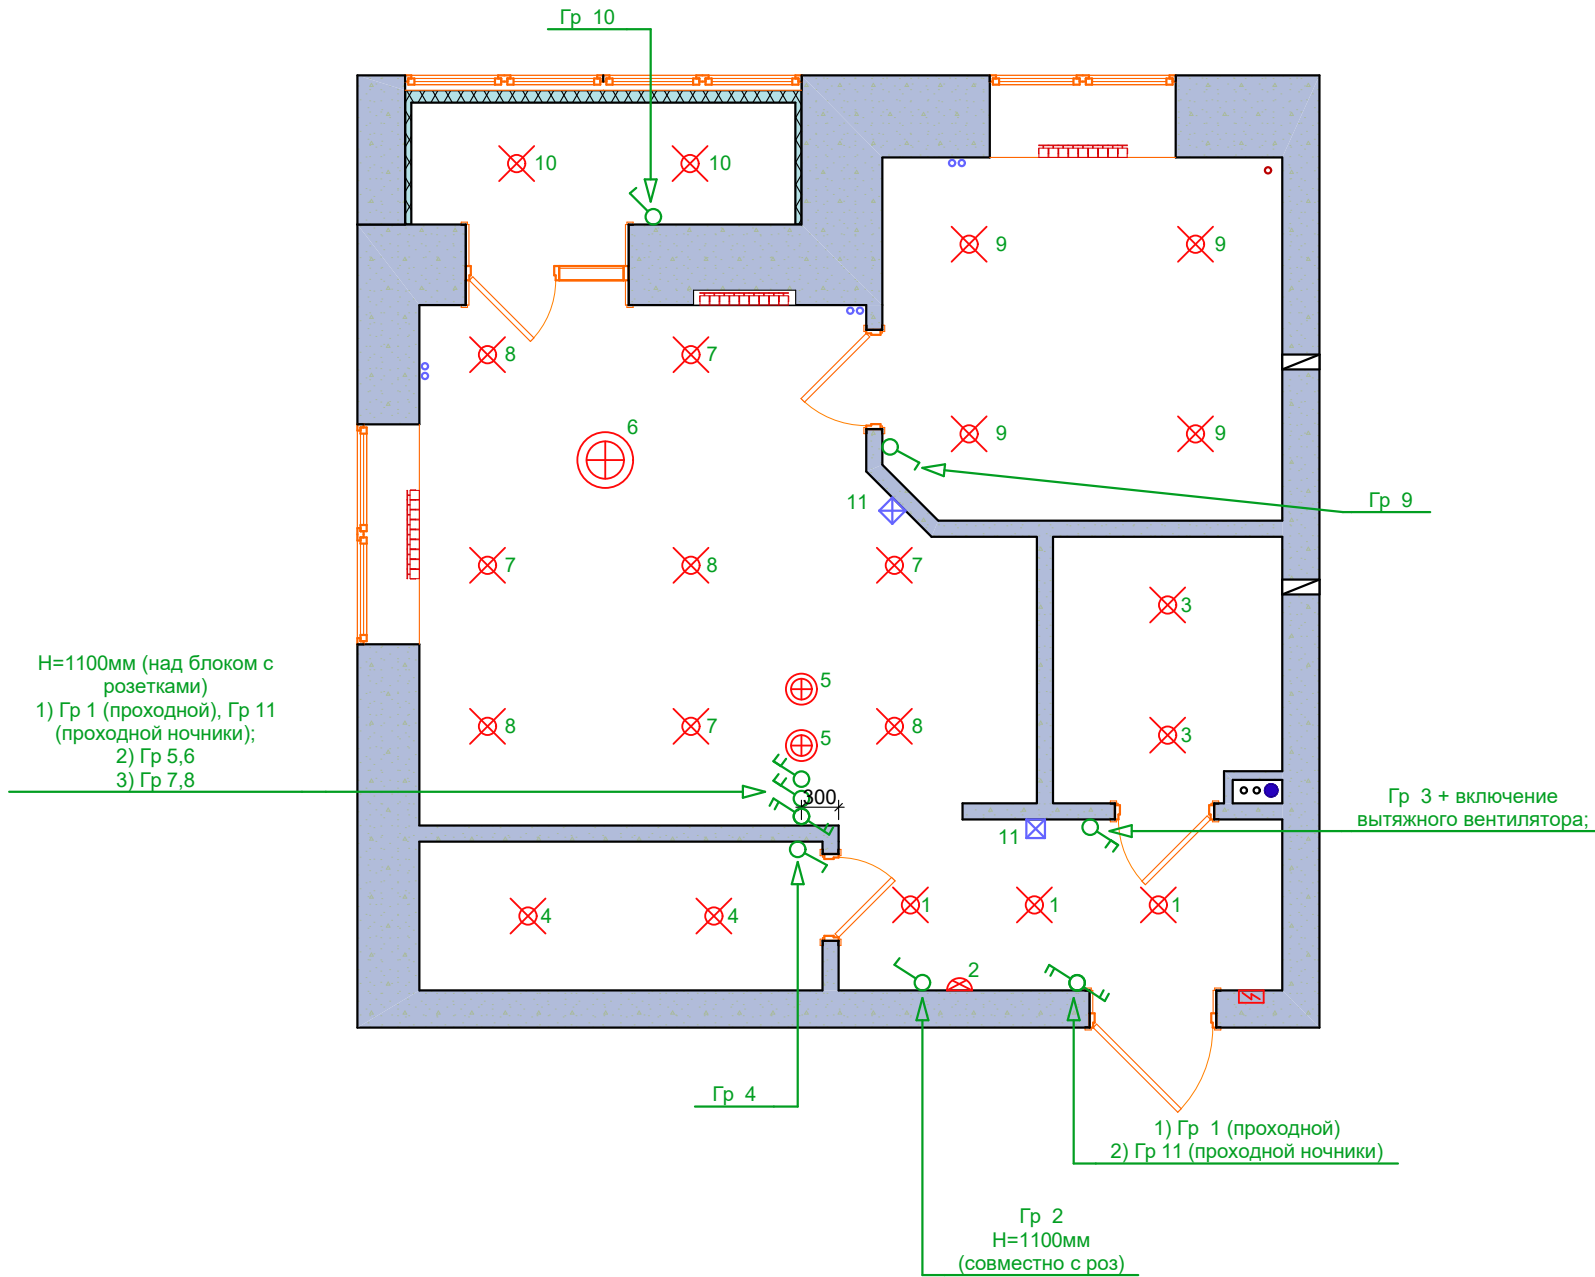 Гр 10
10
10
9
9
8
7
6
9
9
11
Гр 9
7
8
7
3
H=1100мм (над блоком с
розетками)
1) Гр 1 (проходной), Гр 11
(проходной ночники);
2) Гр 5,6
3) Гр 7,8
5
8
7
5
8
3
300
Гр 3 + включение
вытяжного вентилятора;
11
4
4
1
1
1
2
Гр 4
1) Гр 1 (проходной)
2) Гр 11 (проходной ночники)
Гр 2
H=1100мм
(совместно с роз)